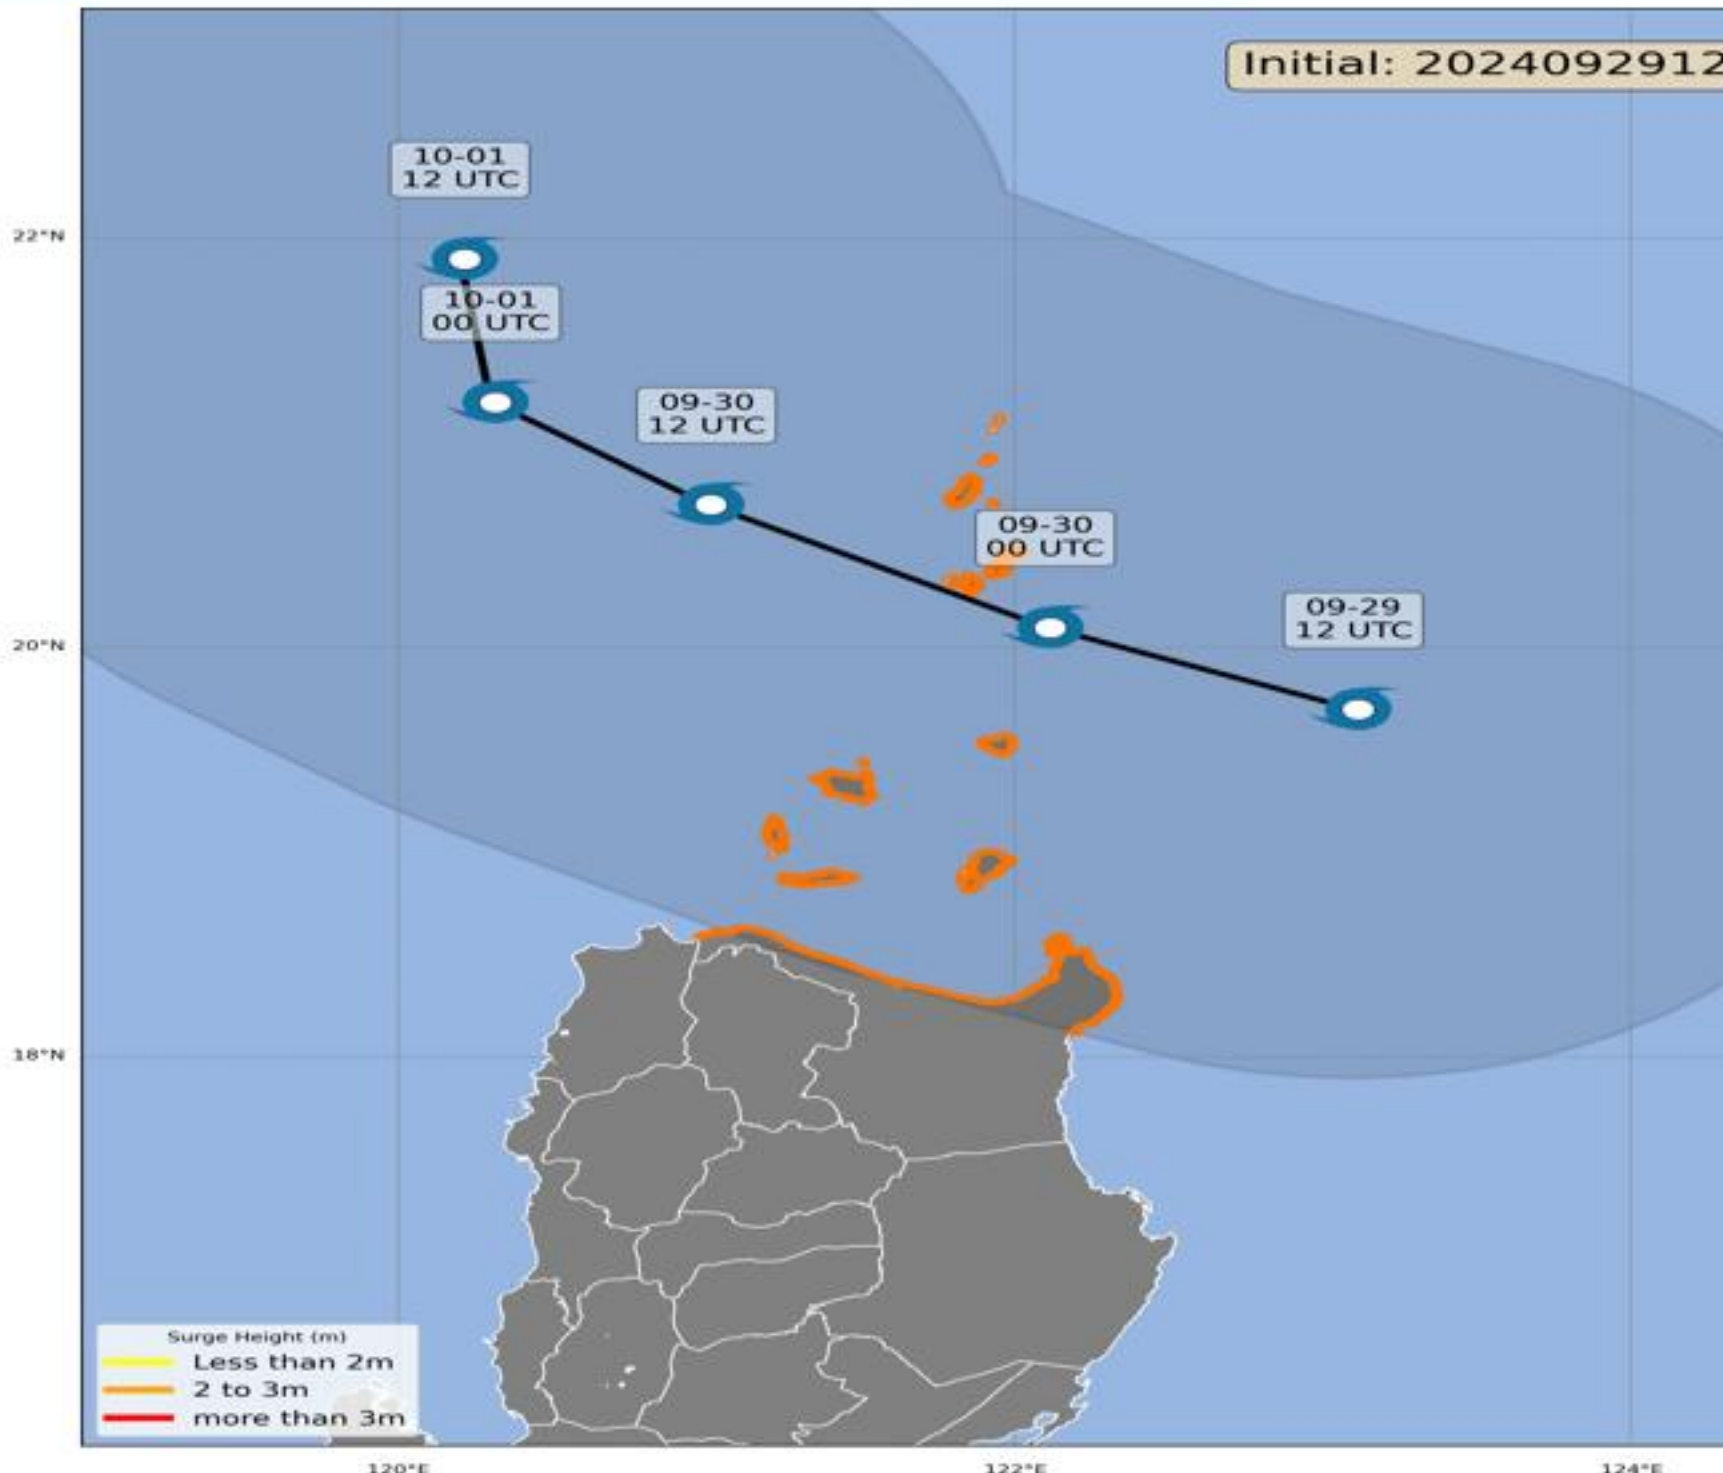 Initial: 2024092912
10-01
12 UTC
22°N
10-01
00 UTC
09-30
12 UTC
09-30
00 UTC
09-29
12 UTC
20°N
18°N
Surge Height (m)
Less than 2m
2 to 3m
more than 3m
120°E
122°E
124°E